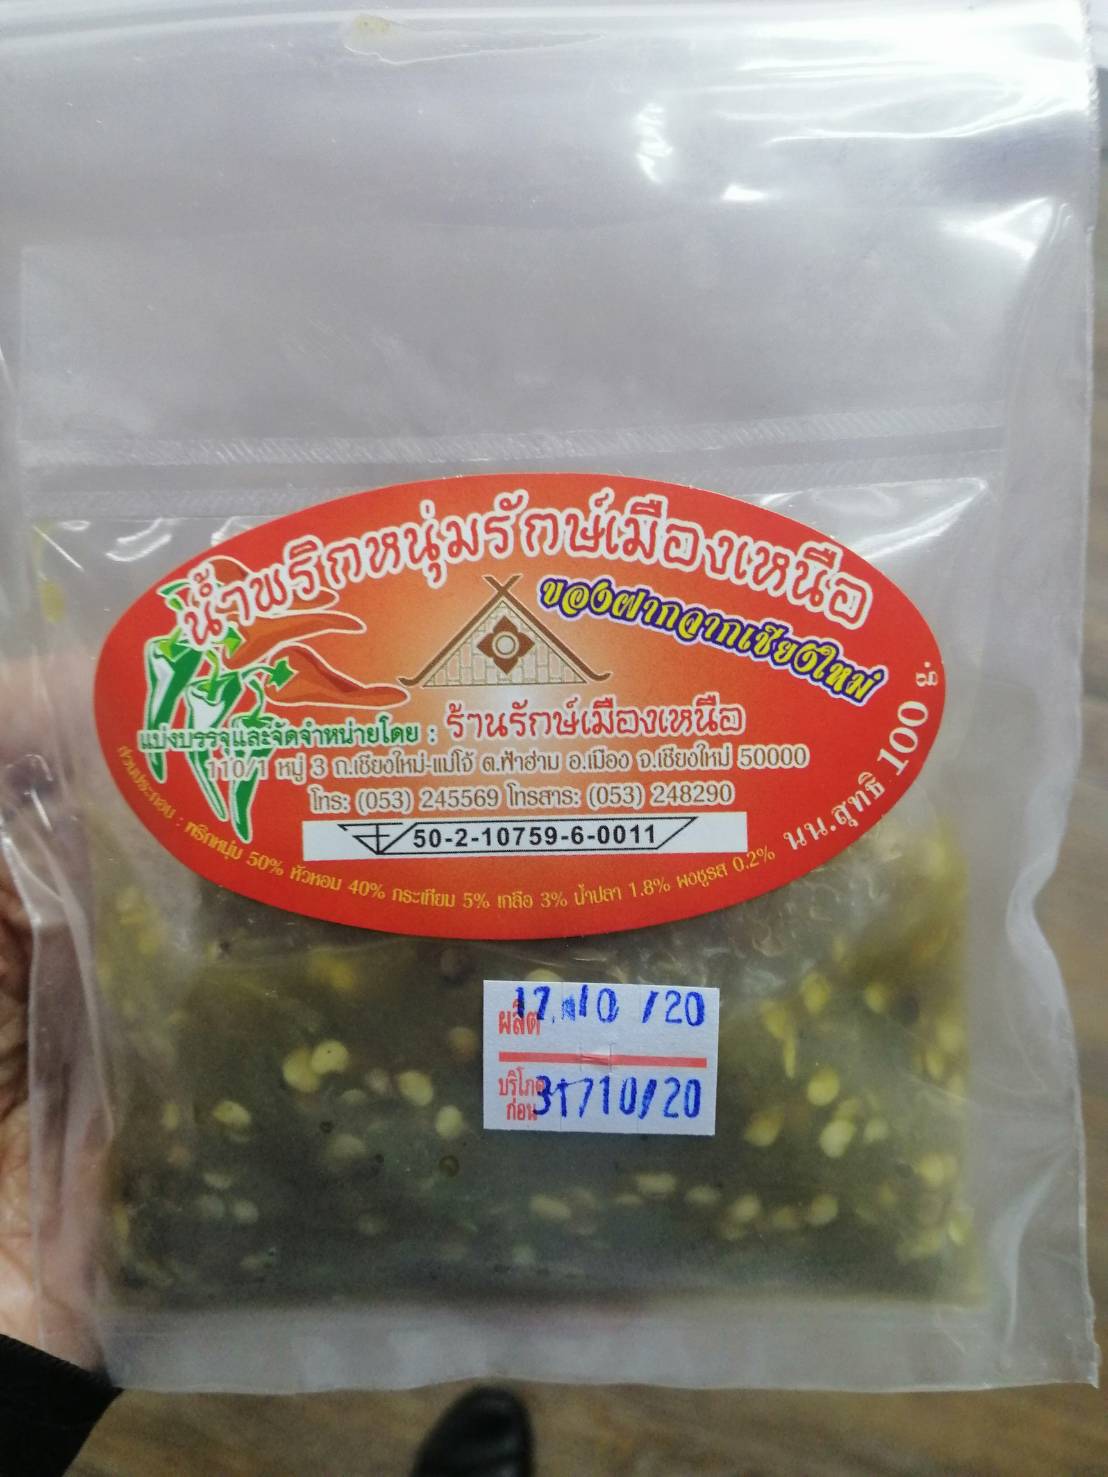 น้ำพริกหนุ่มรักษ์เมืองเหนือ
ของฝากจากเชียงใหม่
แบ่งบรรจุและจัดจำหน่ายโดย : ร้านรักษ์เมืองเหนือ
110/1 หมู่ 3 ถ.เชียงใหม่-แม่โจ้ ต.ฟ้าฮ่าม อ.เมือง จ.เชียงใหม่ 50000
โทร: (053) 245569 โทรสาร: (053) 248290
50-2-10759-6-0011
ส่วนประกอบ : พริกหนุ่ม 50% หัวหอม 40% กระเทียม 5% เกลือ 3% น้ำปลา 1.8% ผงชูรส 0.2%
นน.สุทธิ 100 g.
ผลิต 17 /10 /20
บริโภค
ก่อน 31/10/20